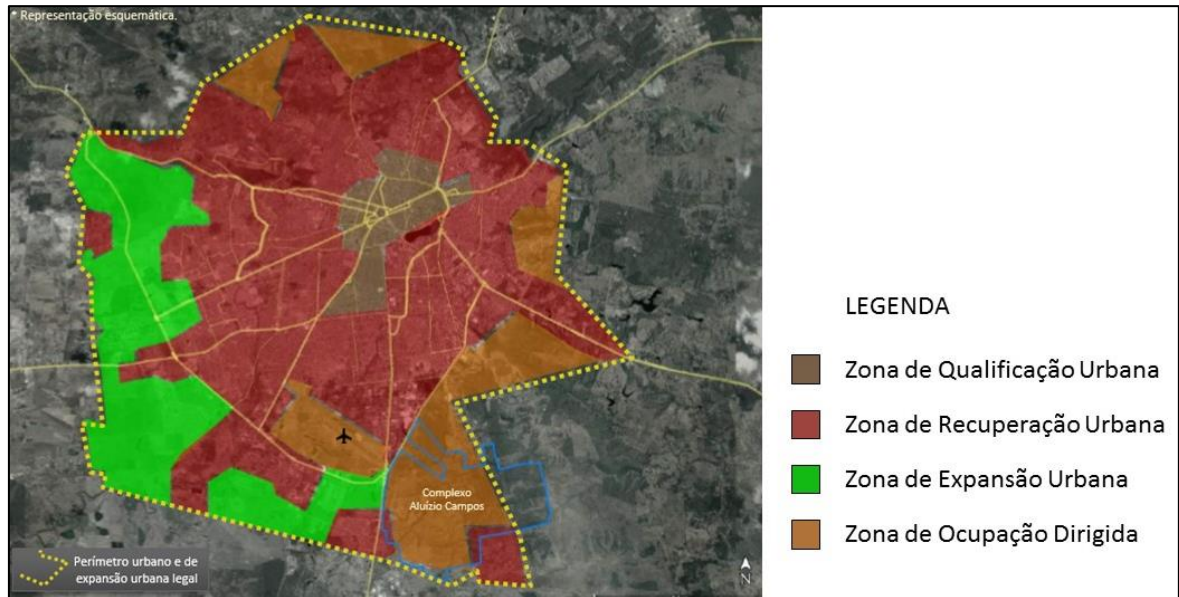 * Representação esquemática.
Complexo
Aluízio Campos
Perímetro urbano e de
expansão urbana legal
N
LEGENDA
Zona de Qualificação Urbana
Zona de Recuperação Urbana
Zona de Expansão Urbana
Zona de Ocupação Dirigida